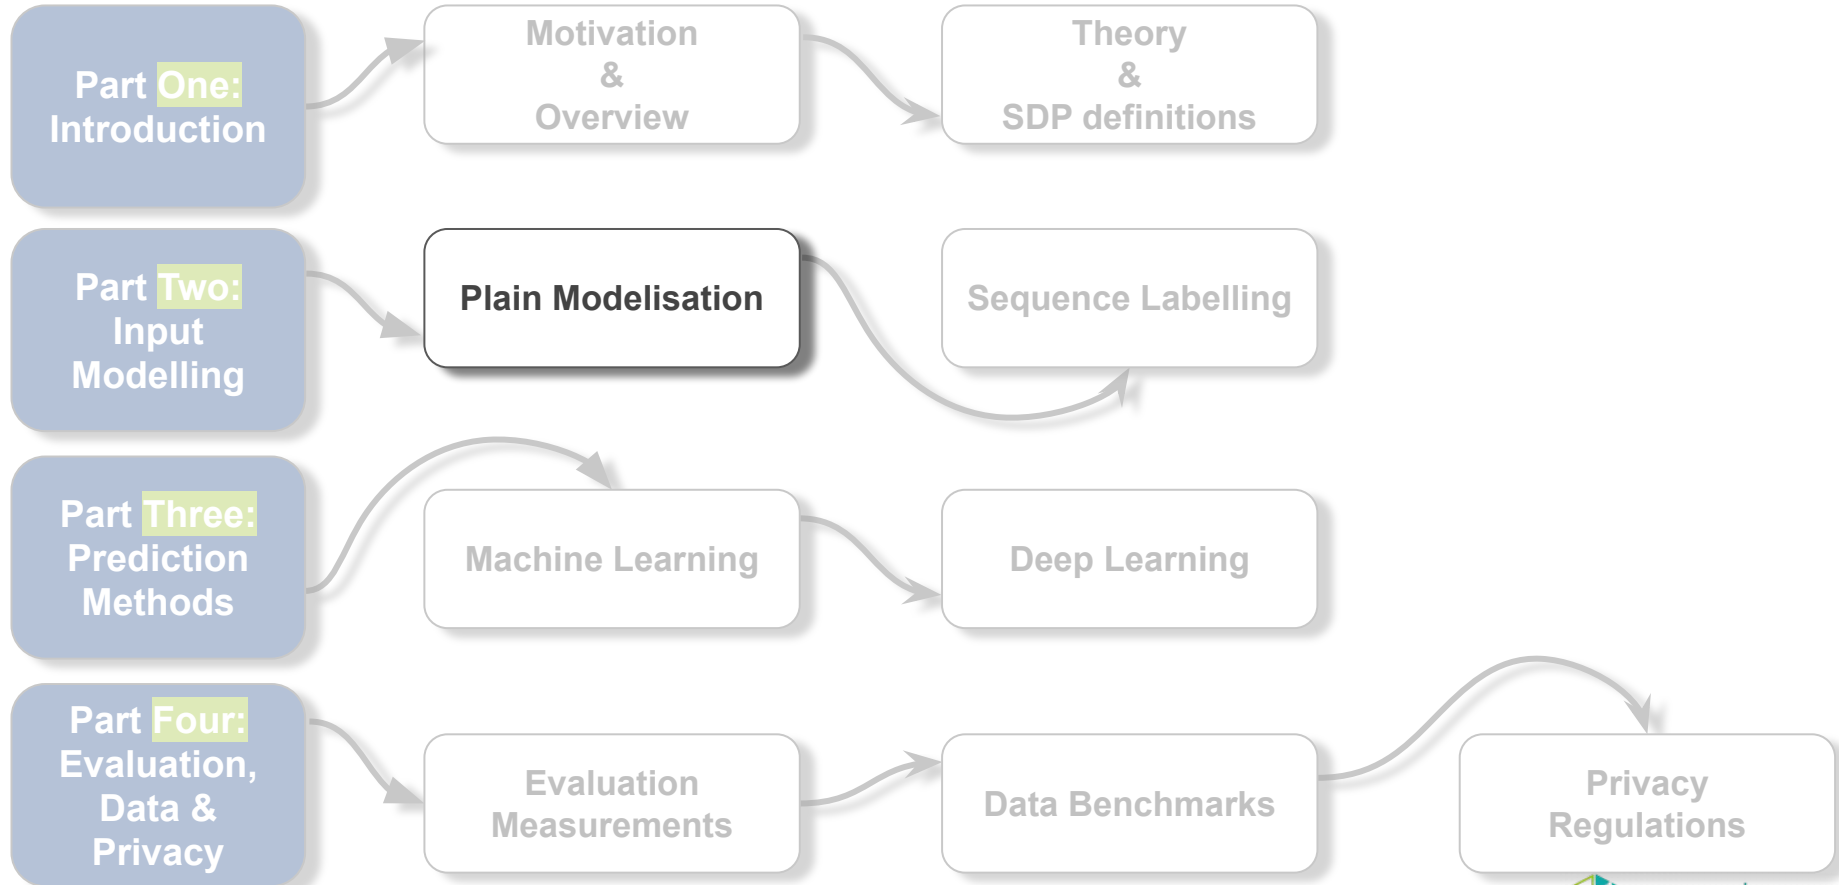 Part One:
Introduction
Motivation
&
Overview
Theory
&
SDP definitions
Part Two:
Input
Modelling
Plain Modelisation
Sequence Labelling
Part Three:
Prediction
Methods
Machine Learning
Deep Learning
Part Four:
Evaluation,
Data &
Privacy
Evaluation
Measurements
Data Benchmarks
Privacy
Regulations